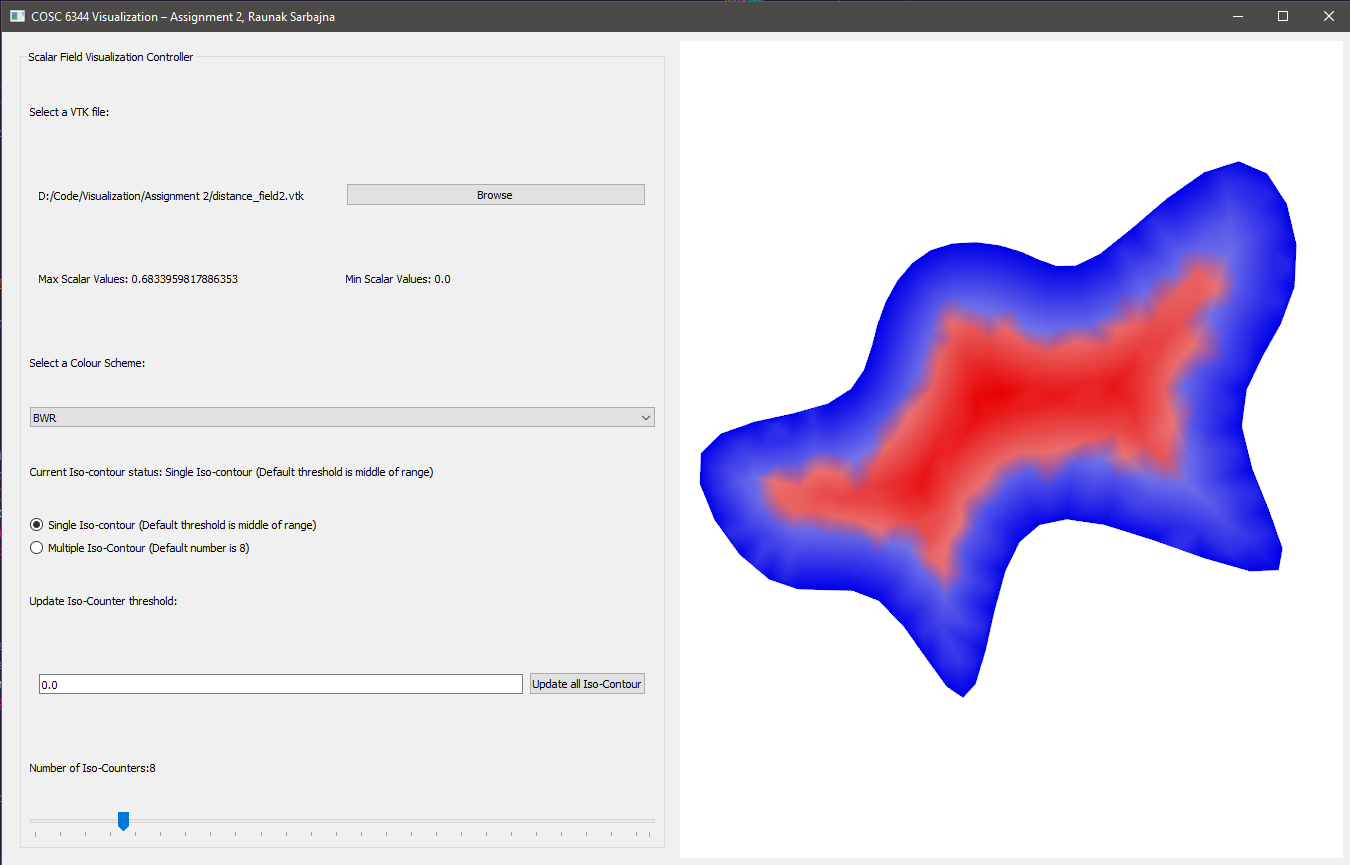 COSC 6344 Visualization – Assignment 2, Raunak Sarbajna
Scalar Field Visualization Controller
Select a VTK file:
D:/Code/Visualization/Assignment 2/distance_field2.vtk
Browse
Max Scalar Values: 0.6833959817886353
Min Scalar Values: 0.0
Select a Colour Scheme:
BWR
Current Iso-contour status: Single Iso-contour (Default threshold is middle of range)
Single Iso-contour (Default threshold is middle of range)
Multiple Iso-Contour (Default number is 8)
Update Iso-Counter threshold:
0.0
Update all Iso-Contour
Number of Iso-Counters:8